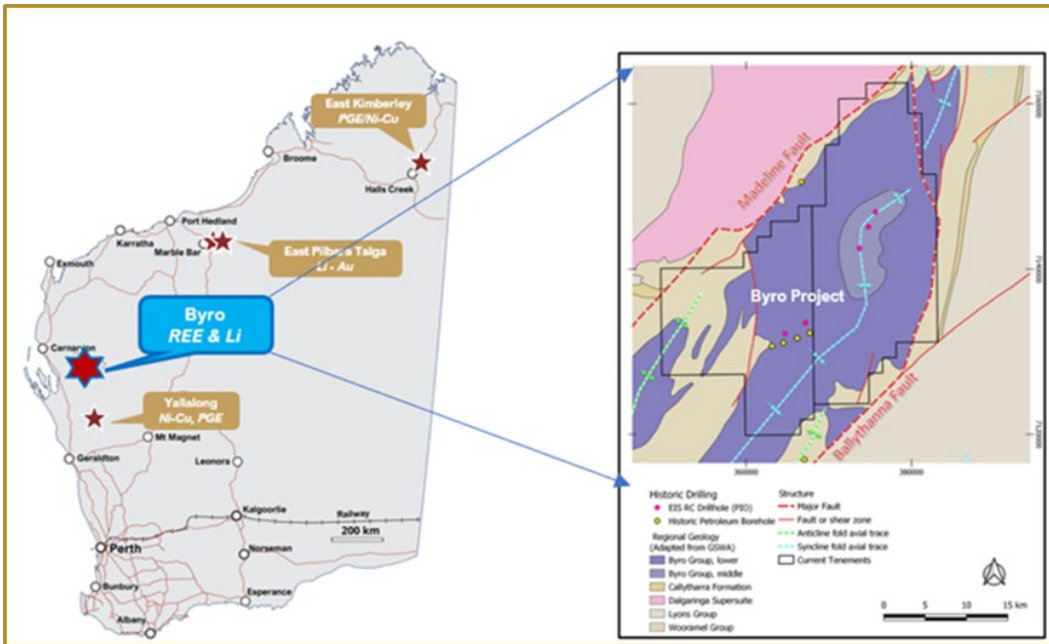 East Kimberley
PGE/Ni-Cu
Broome
Halls Creek
Port Hedland
Karratha
Marble Bar
East Pilbara Talga
Li - Au
Exmouth
Byro
REE & Li
Carnarvon
Yallalong
Ni-Cu, PGE
Mt Magnet
Geraldton
Leonora
Kalgoorlie
Railway
200 km
Perth
Norseman
Bunbury
Esperance
Albany
Madeline Fault
Byro Project
Ballythanna Fault
7160000
7140000
7120000
360000
380000
Historic Drilling
EIS RC Drillhole (PIO)
Historic Petroleum Borehole
Regional Geology
(Adapted from GSWA)
Byro Group, lower
Byro Group, middle
Callytharra Formation
Dalgaringa Supersuite
Lyons Group
Wooramel Group
Structure
Major Fault
Fault or shear zone
Anticline fold axial trace
Syncline fold axial trace
Current Tenements
0 5 10 15 km